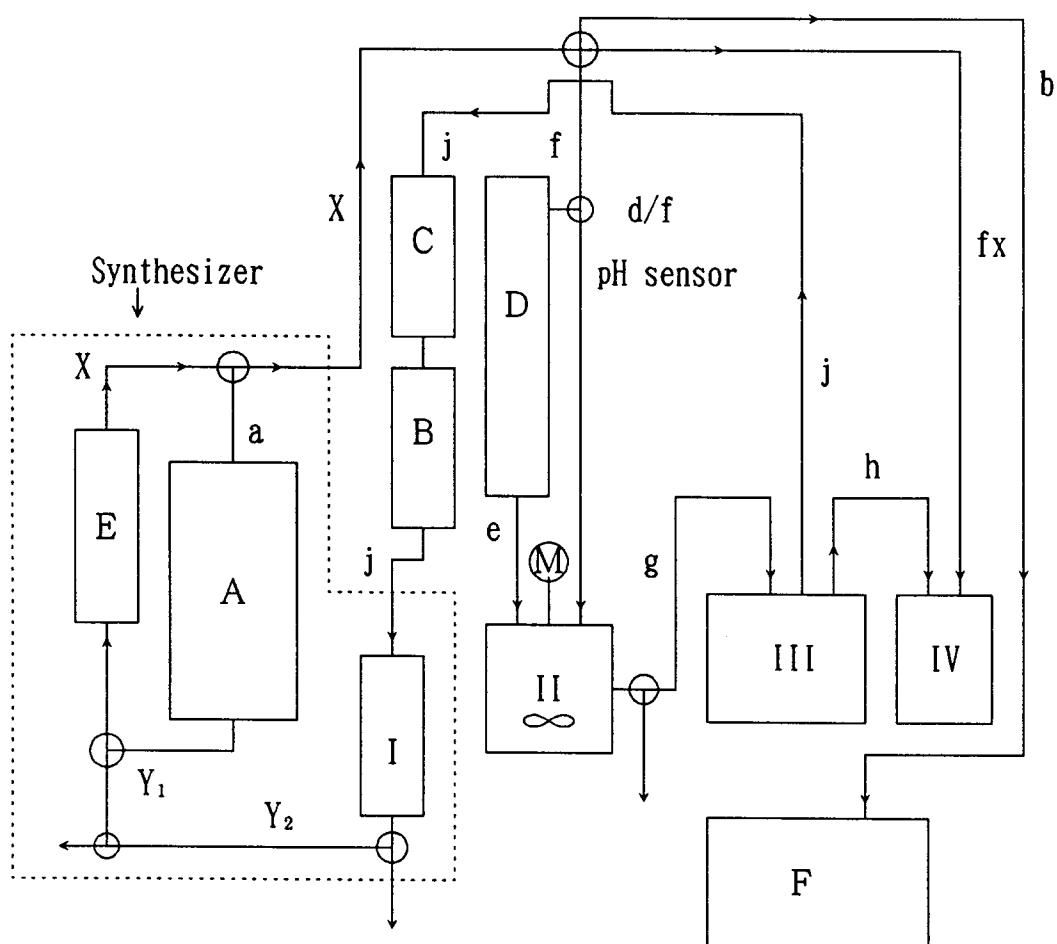 b
j
f
X
d/f
C
fx
Synthesizer
D
pH sensor
X
j
B
a
h
E
e
A
j
M
g
III
IV
II
I
Y₁
Y₂
F